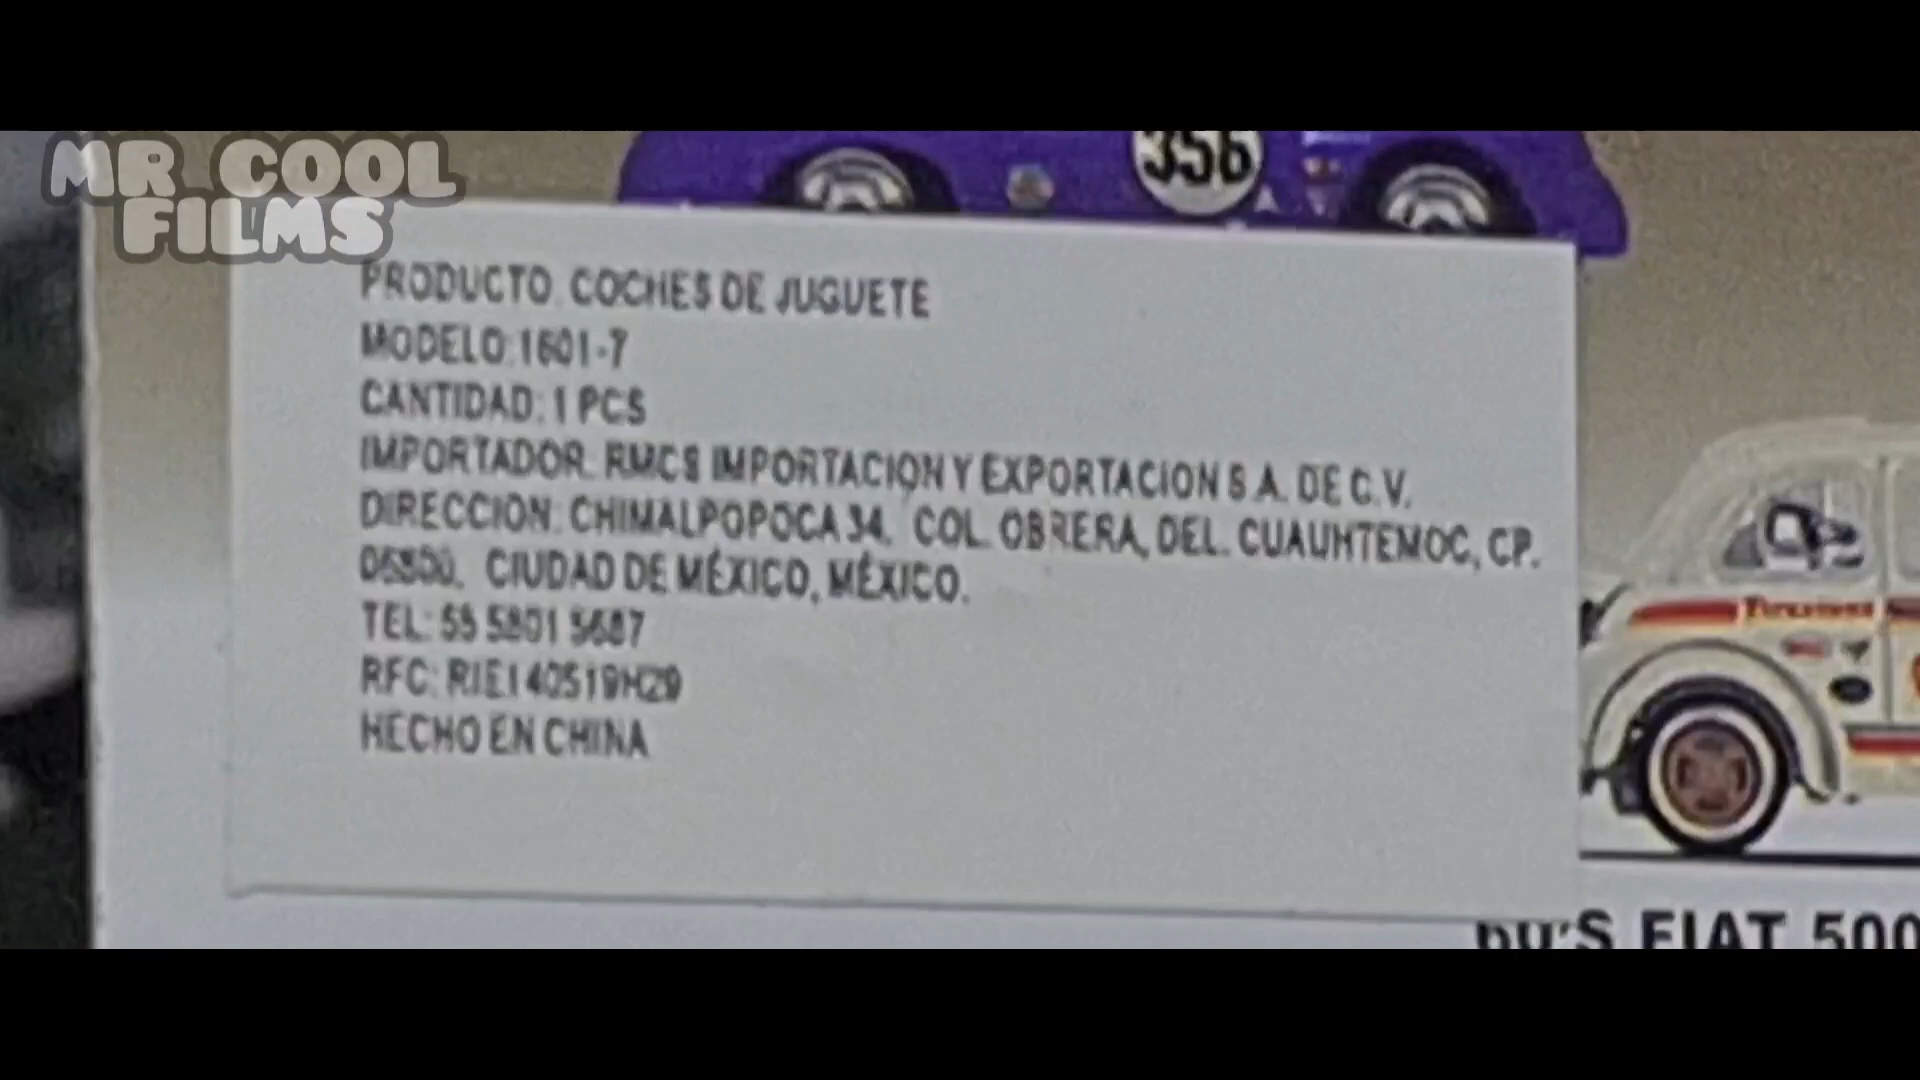 MR COOL
FILMS
356
PRODUCTO: COCHES DE JUGUETE
MODELO:1601-7
CANTIDAD: 1 PCS
IMPORTADOR: RMCS IMPORTACION Y EXPORTACION S.A. DE C.V.
DIRECCION: CHIMALPOPOCA 34, COL. OBRERA, DEL. CUAUHTEMOC, CP.
06800, CIUDAD DE MÉXICO, MÉXICO.
TEL: 55 5801 5687
RFC: RIE140519H29
HECHO EN CHINA
Firestone
60'S FIAT 500